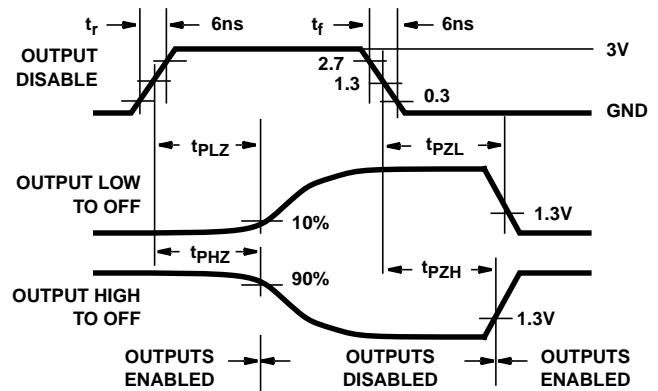 tr 6ns tf 6ns
OUTPUT
DISABLE
2.7
1.3
0.3
3V
GND
tPLZ tPZL
OUTPUT LOW
TO OFF
10%
1.3V
tPHZ tPZH
OUTPUT HIGH
TO OFF
90%
1.3V
OUTPUTS
ENABLED
OUTPUTS
DISABLED
OUTPUTS
ENABLED